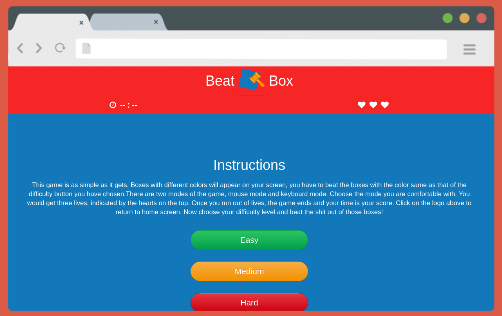 x
x
Beat Box
-- : --
Instructions
This game is as simple as it gets. Boxes with different colors will appear on your screen, you have to beat the boxes with the color same as that of the
difficulty button you have chosen.There are two modes of the game, mouse mode and keyboard mode. Choose the mode you are comfortable with. You
would get three lives, indicated by the hearts on the top. Once you run out of lives, the game ends and your time is your score. Click on the logo above to
return to home screen. Now choose your difficulty level and beat the shit out of those boxes!
Easy
Medium
Hard